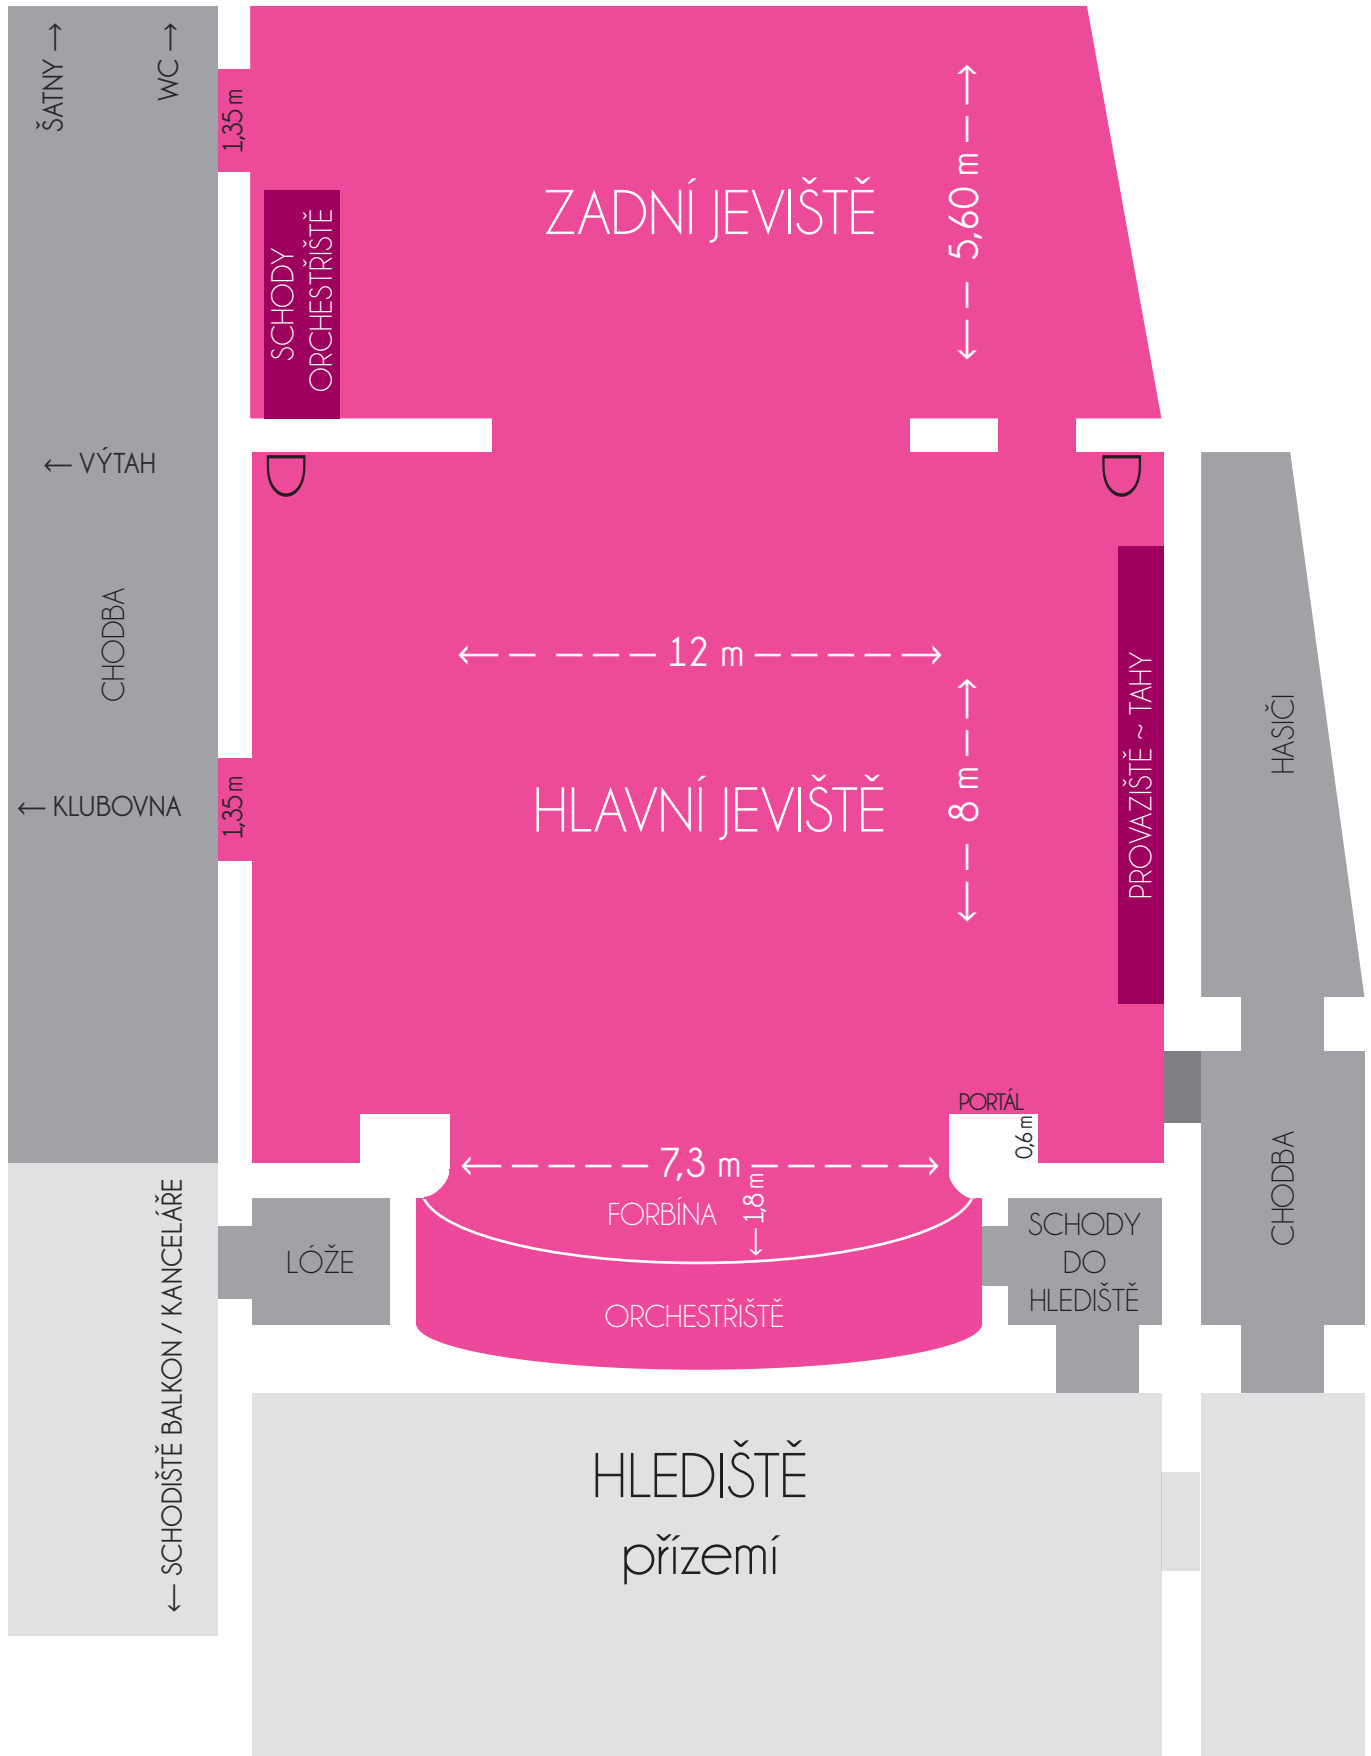 ŠATNY →
WC →
1,35 m
ZADNÍ JEVIŠTĚ
← — — 5,60 m — — →
SCHODY
ORCHESTŘIŠTĚ
← VÝTAH
CHODBA
← — — — — — 12 m — — — — — →
← — — 8 m — — →
HLAVNÍ JEVIŠTĚ
PROVAZIŠTĚ ~ TAHY
HASIČI
← KLUBOVNA
1,35 m
PORTÁL
0,6 m
← — — — — — 7,3 m — — — — — →
FORBÍNA
← 1,8 m
ORCHESTŘIŠTĚ
LÓŽE
SCHODY
DO
HLEDIŠTĚ
CHODBA
← SCHODIŠTĚ BALKON / KANCELÁŘE
HLEDIŠTĚ
přízemí